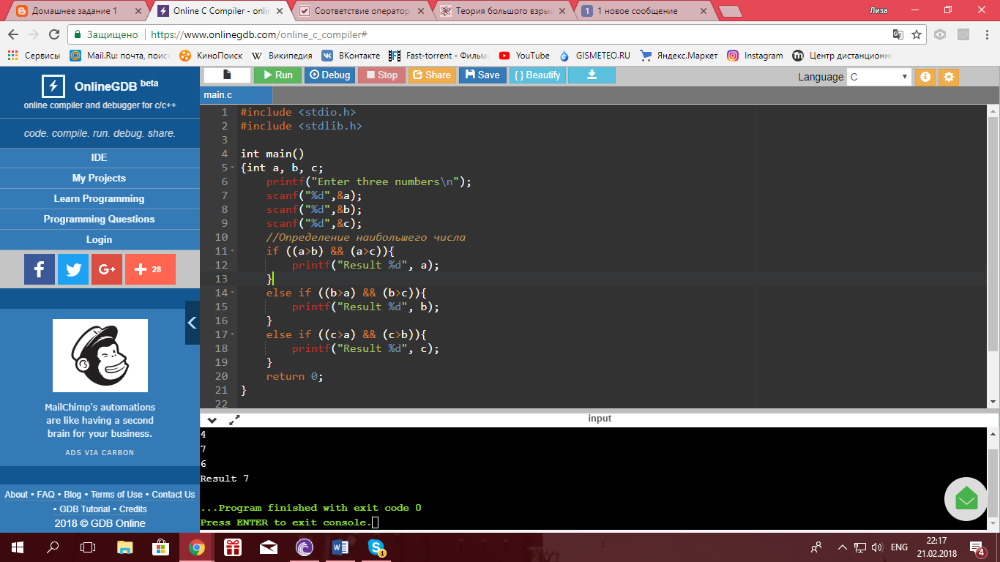 Домашнее задание 1
Online C Compiler - onlin
Соответствие оператор
Теория большого взрыв
1 новое сообщение
Лиза
Защищено https://www.onlinegdb.com/online_c_compiler#
Сервисы Mail.Ru: почта, поис КиноПоиск Википедия ВКонтакте Fast-torrent - Филь YouTube GISMETEO.RU Яндекс.Маркет Instagram Центр дистанционн
OnlineGDB beta
online compiler and debugger for c/c++
code. compile. run. debug. share.
IDE
My Projects
Learn Programming
Programming Questions
Login
28
MailChimp's automations
are like having a second
brain for your business.
ADS VIA CARBON
About • FAQ • Blog • Terms of Use • Contact Us
• GDB Tutorial • Credits
2018 © GDB Online
Run Debug Stop Share Save { } Beautify Language C
main.c
1 #include <stdio.h>
2 #include <stdlib.h>
3
4 int main()
5 {int a, b, c;
6 printf("Enter three numbers\n");
7 scanf("%d",&a);
8 scanf("%d",&b);
9 scanf("%d",&c);
10 //Определение наибольшего числа
11 if ((a>b) && (a>c)){
12 printf("Result %d", a);
13 }
14 else if ((b>a) && (b>c)){
15 printf("Result %d", b);
16 }
17 else if ((c>a) && (c>b)){
18 printf("Result %d", c);
19 }
20 return 0;
21 }
22
input
4
7
6
Result 7
...Program finished with exit code 0
Press ENTER to exit console.
1
ENG
22:17
21.02.2018
4